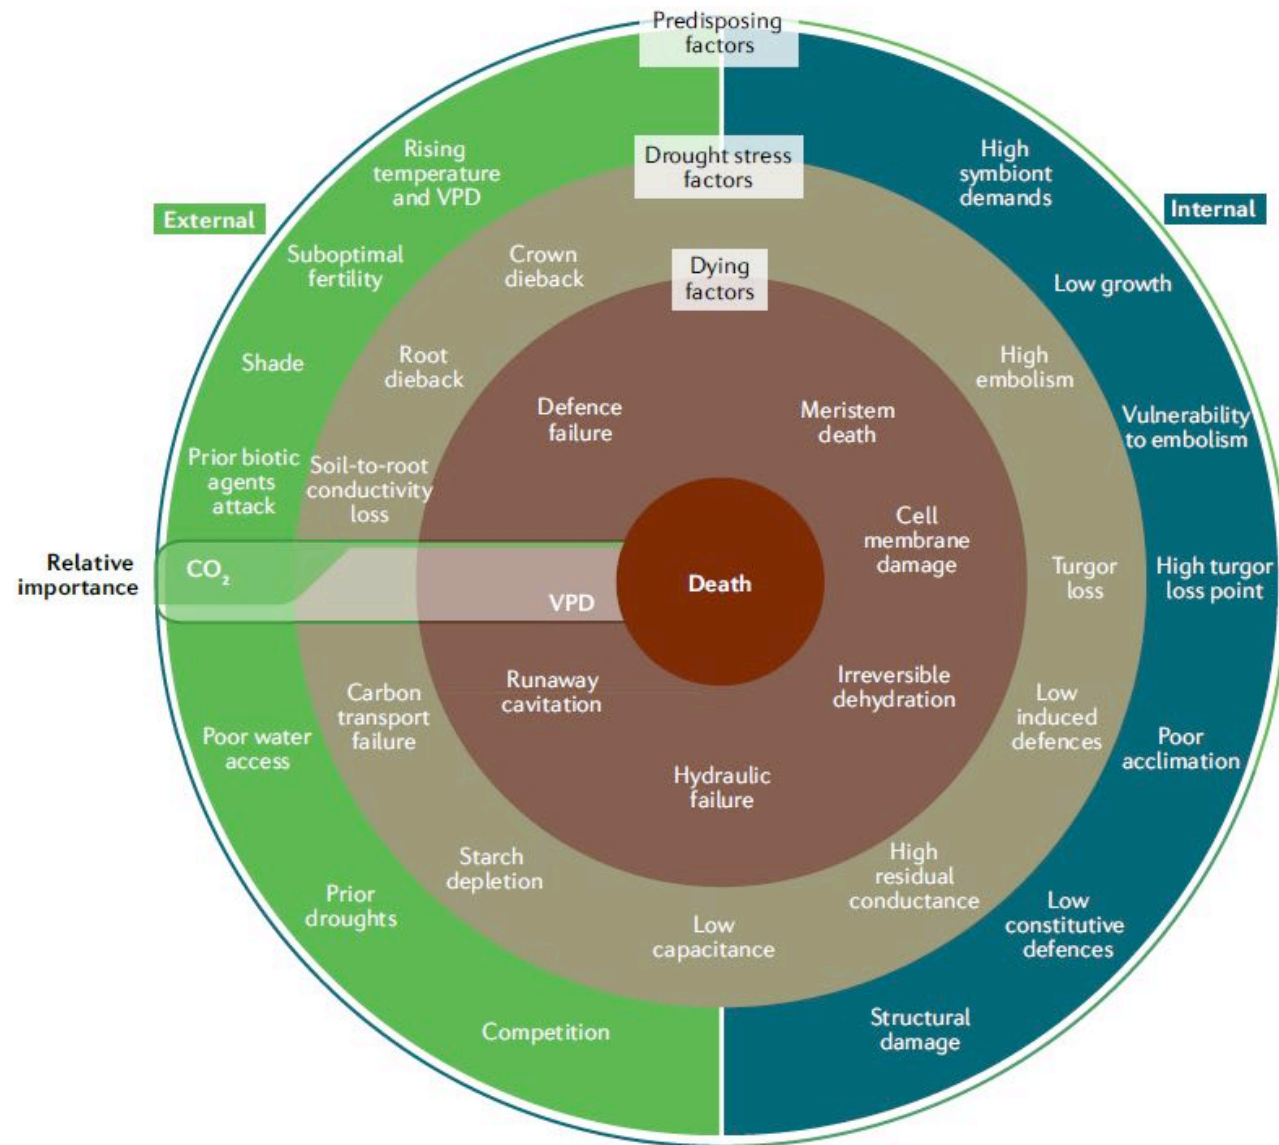 Predisposing
factors
Drought stress
factors
Dying
factors
External
Internal
Rising
temperature
and VPD
Suboptimal
fertility
Shade
Prior biotic
agents
attack
Poor water
access
Prior
droughts
Competition
High
symbiont
demands
Low growth
Vulnerability
to embolism
High turgor
loss point
Poor
acclimation
Low
constitutive
defences
Structural
damage
Crown
dieback
Root
dieback
Soil-to-root
conductivity
loss
Carbon
transport
failure
Starch
depletion
Low
capacitance
High
residual
conductance
Low
induced
defences
Turgor
loss
High
embolism
Defence
failure
Meristem
death
Cell
membrane
damage
Irreversible
dehydration
Hydraulic
failure
Runaway
cavitation
Relative
importance
CO₂
VPD
Death